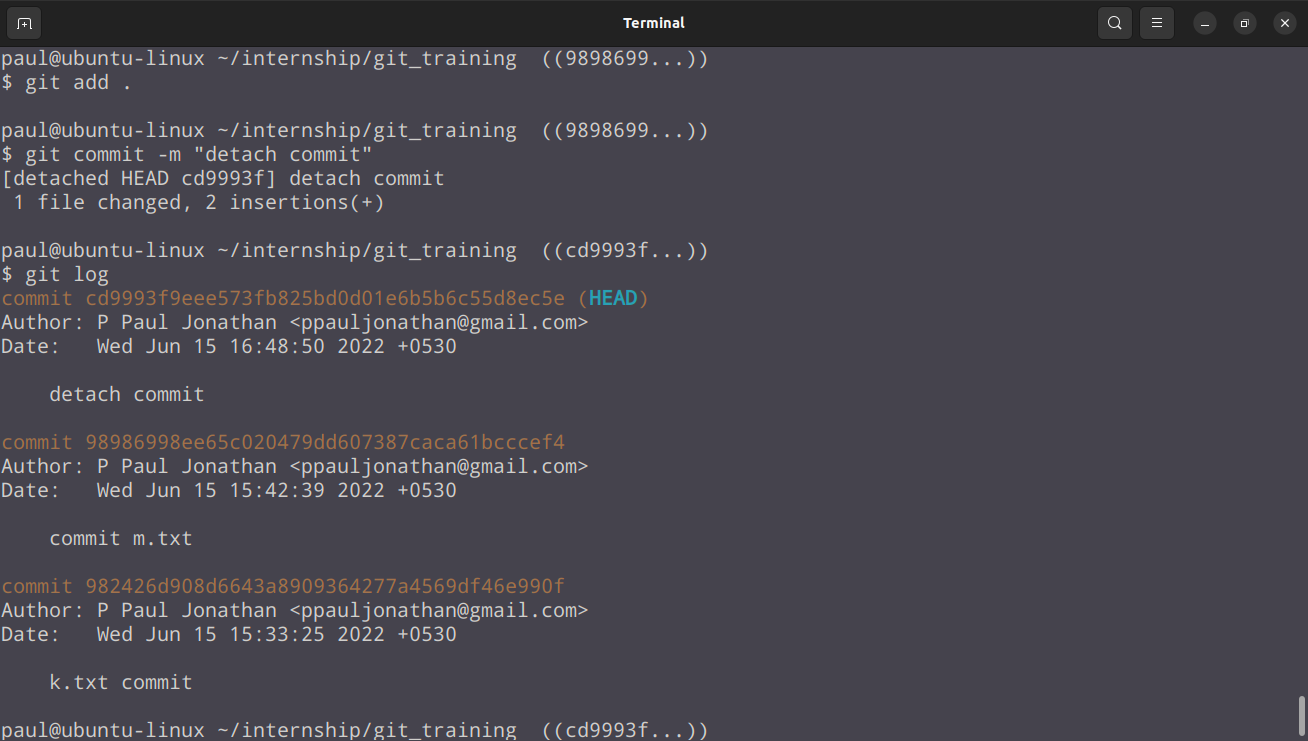 Terminal
paul@ubuntu-linux ~/internship/git_training  ((9898699...))
$ git add .
paul@ubuntu-linux ~/internship/git_training  ((9898699...))
$ git commit -m "detach commit"
[detached HEAD cd9993f] detach commit
 1 file changed, 2 insertions(+)
paul@ubuntu-linux ~/internship/git_training  ((cd9993f...))
$ git log
commit cd9993f9eee573fb825bd0d01e6b5b6c55d8ec5e (HEAD)
Author: P Paul Jonathan <ppauljonathan@gmail.com>
Date:   Wed Jun 15 16:48:50 2022 +0530
    detach commit
commit 98986998ee65c020479dd607387caca61bcccef4
Author: P Paul Jonathan <ppauljonathan@gmail.com>
Date:   Wed Jun 15 15:42:39 2022 +0530
    commit m.txt
commit 982426d908d6643a8909364277a4569df46e990f
Author: P Paul Jonathan <ppauljonathan@gmail.com>
Date:   Wed Jun 15 15:33:25 2022 +0530
    k.txt commit
paul@ubuntu-linux ~/internship/git_training  ((cd9993f...))